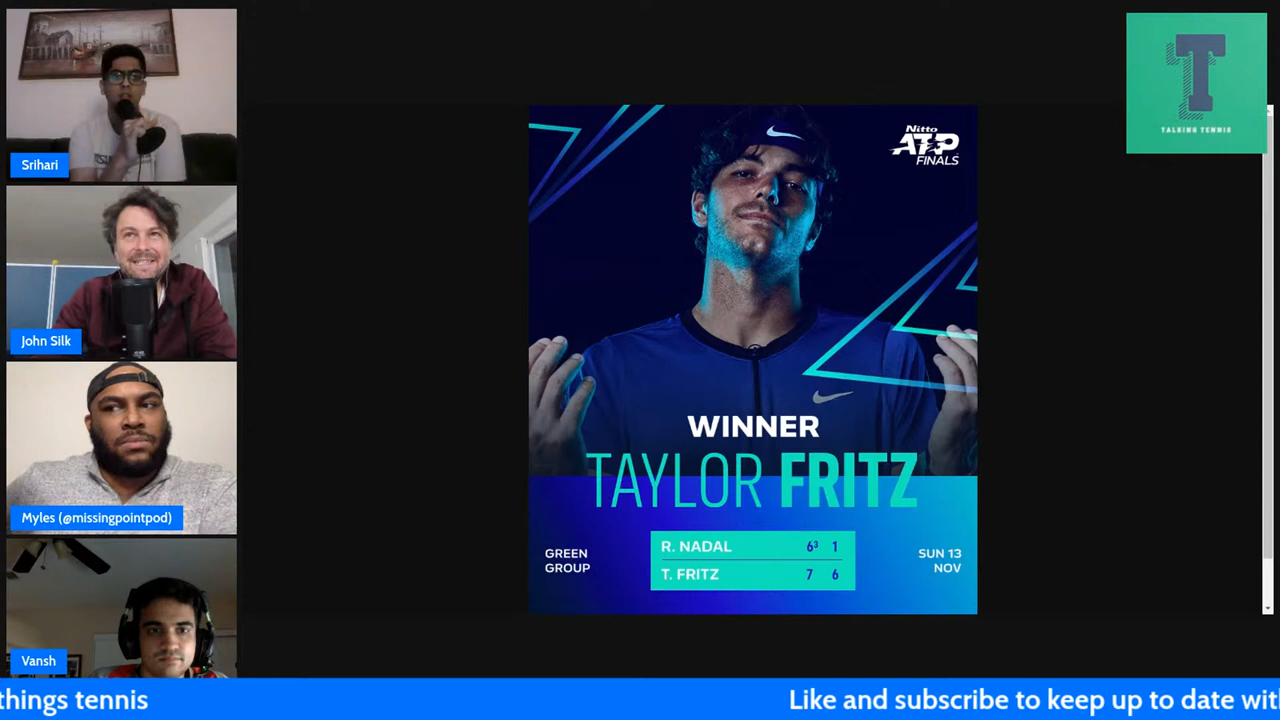 Srihari
John Silk
Myles (@missingpointpod)
Vansh
T
TALKING TENNIS
Nitto
ATP
FINALS
WINNER
TAYLOR FRITZ
GREEN
GROUP
R. NADAL 6³ 1
T. FRITZ 7 6
SUN 13
NOV
things tennis
Like and subscribe to keep up to date wit